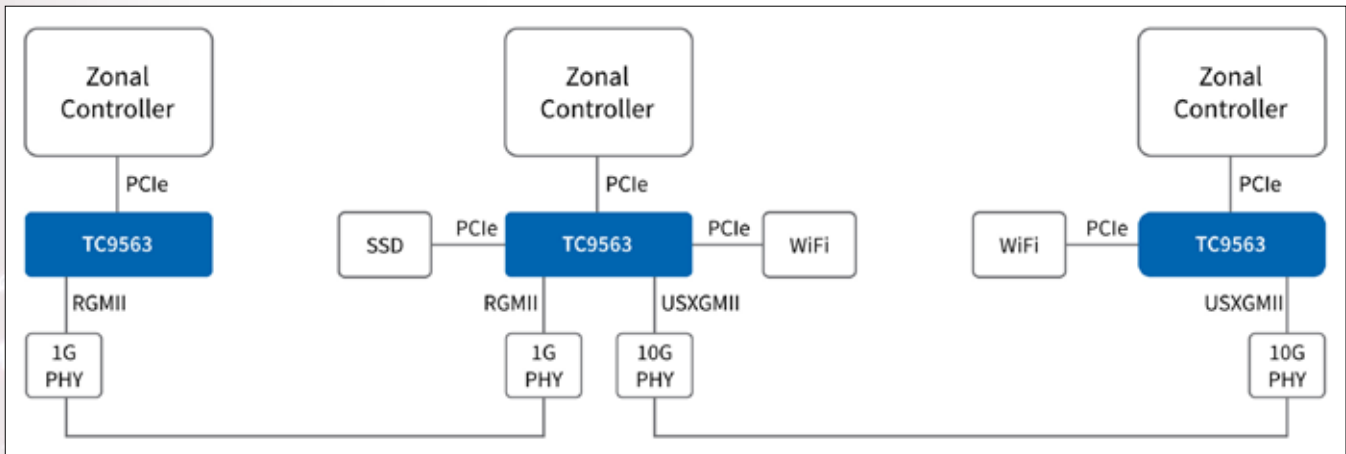 Zonal
Controller
Zonal
Controller
Zonal
Controller
PCIe
PCIe
PCIe
TC9563
SSD
PCIe
TC9563
PCIe
WiFi
WiFi
PCIe
TC9563
RGMII
RGMII
USXGMII
USXGMII
1G
PHY
1G
PHY
10G
PHY
10G
PHY